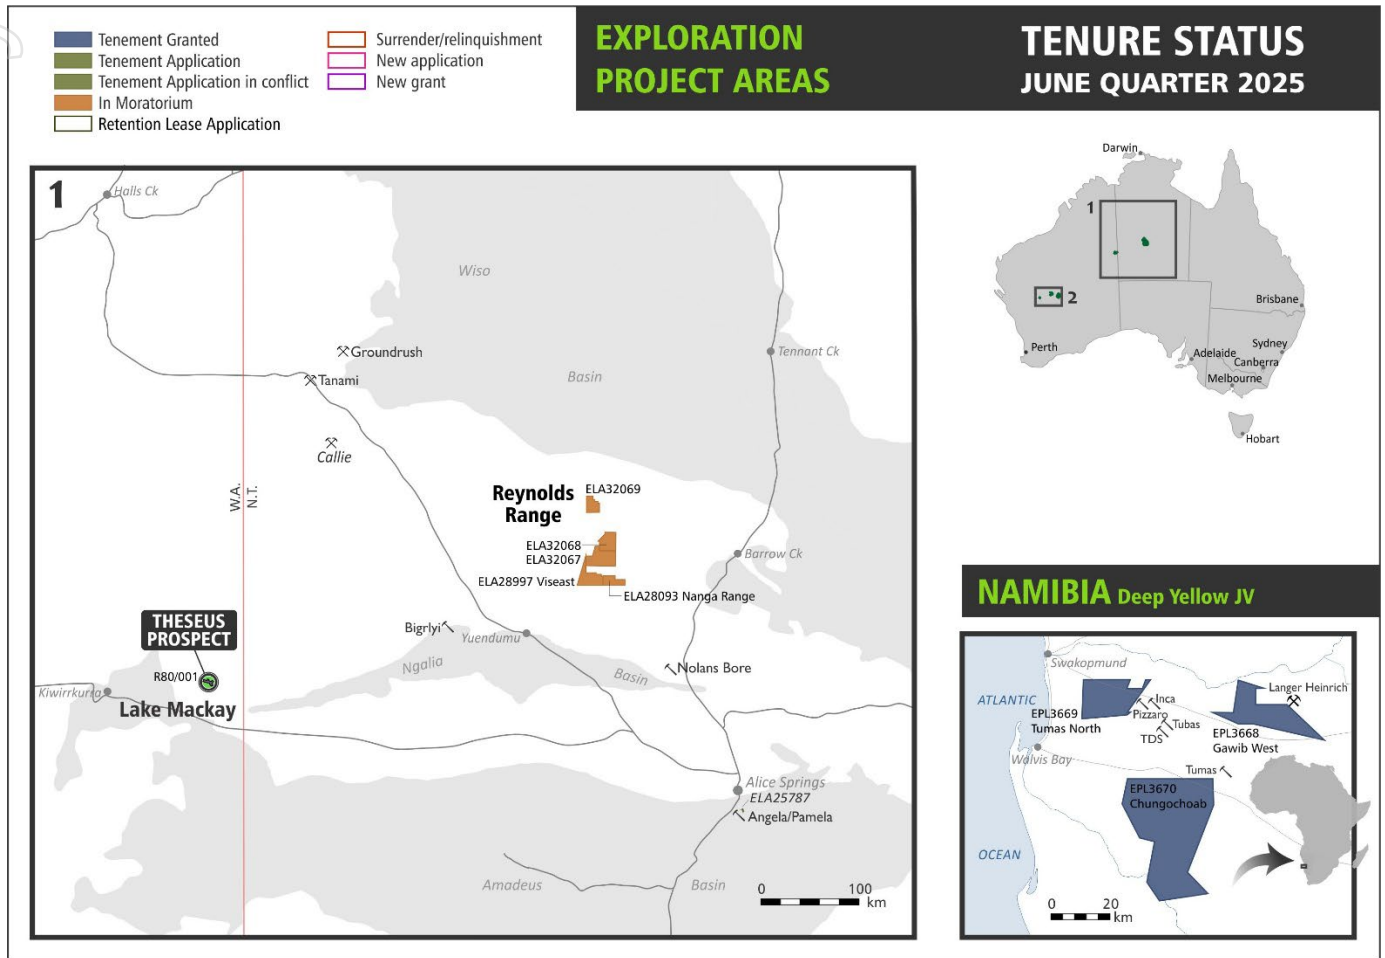 Tenement Granted
Tenement Application
Tenement Application in conflict
In Moratorium
Retention Lease Application
Surrender/relinquishment
New application
New grant
EXPLORATION
PROJECT AREAS
TENURE STATUS
JUNE QUARTER 2025
1
Halls Ck
Wiso
Groundrush
Tennant Ck
Basin
Tanami
Callie
W.A.
N.T.
Reynolds
Range
ELA32069
ELA32068
ELA32067
ELA28997 Viseast
ELA28093 Nanga Range
Barrow Ck
THESEUS
PROSPECT
Bigrlyi
Yuendumu
Ngalia
Basin
Nolans Bore
R80/001
Kiwirrkurra
Lake Mackay
Alice Springs
ELA25787
Angela/Pamela
Amadeus
Basin
0 100
km
Darwin
1
2
Brisbane
Perth
Sydney
Adelaide
Canberra
Melbourne
Hobart
NAMIBIA Deep Yellow JV
Swakopmund
ATLANTIC
EPL3669
Tumas North
Inca
Pizzaro
Tubas
TDS
Langer Heinrich
EPL3668
Gawib West
Walvis Bay
Tumas
EPL3670
Chungochoab
OCEAN
0 20
km